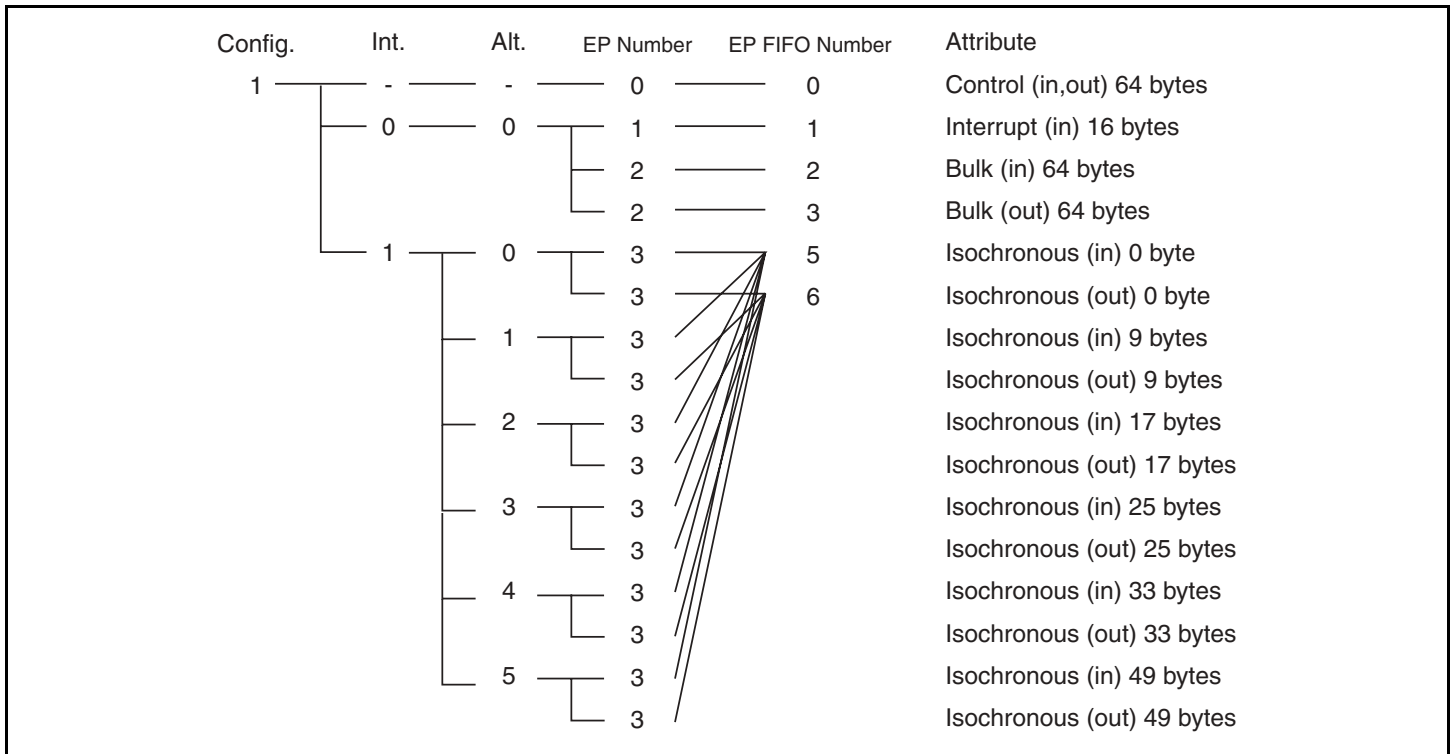 Config. Int. Alt. EP Number EP FIFO Number Attribute
1 - - 0 0 Control (in,out) 64 bytes
0 0 1 1 Interrupt (in) 16 bytes
2 2 Bulk (in) 64 bytes
2 3 Bulk (out) 64 bytes
1 0 3 5 Isochronous (in) 0 byte
3 6 Isochronous (out) 0 byte
1 3 Isochronous (in) 9 bytes
3 Isochronous (out) 9 bytes
2 3 Isochronous (in) 17 bytes
3 Isochronous (out) 17 bytes
3 3 Isochronous (in) 25 bytes
3 Isochronous (out) 25 bytes
4 3 Isochronous (in) 33 bytes
3 Isochronous (out) 33 bytes
5 3 Isochronous (in) 49 bytes
3 Isochronous (out) 49 bytes